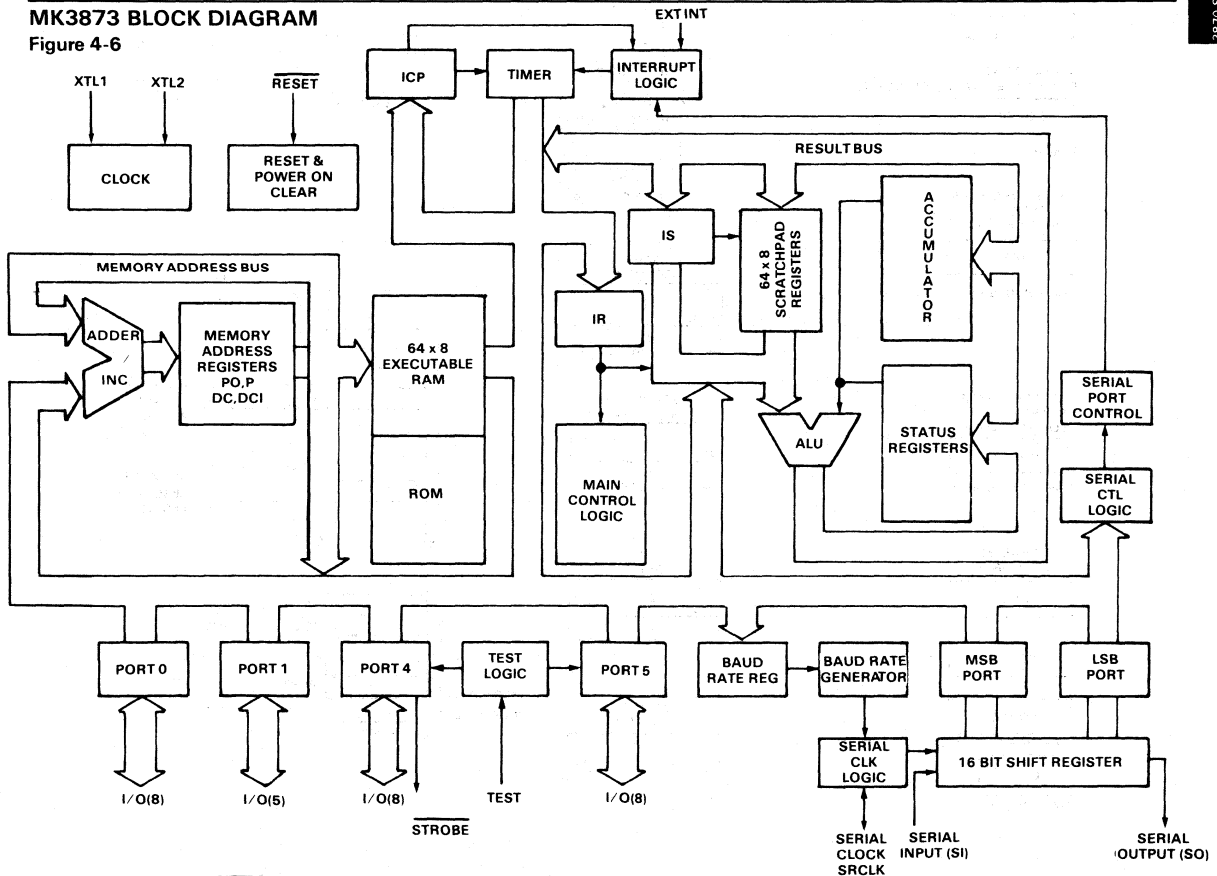 MK3873 BLOCK DIAGRAM
Figure 4-6
EXT INT
XTL1
XTL2
RESET
ICP
TIMER
INTERRUPT
LOGIC
CLOCK
RESET &
POWER ON
CLEAR
RESULT BUS
IS
64 x 8
SCRATCHPAD
REGISTERS
ACCUMULATOR
MEMORY ADDRESS BUS
ADDER
INC
MEMORY
ADDRESS
REGISTERS
PO,P
DC,DCI
64 x 8
EXECUTABLE
RAM
ROM
IR
MAIN
CONTROL
LOGIC
ALU
STATUS
REGISTERS
SERIAL
PORT
CONTROL
SERIAL
CTL
LOGIC
PORT 0
PORT 1
PORT 4
TEST
LOGIC
PORT 5
BAUD
RATE REG
BAUD RATE
GENERATOR
MSB
PORT
LSB
PORT
SERIAL
CLK
LOGIC
16 BIT SHIFT REGISTER
I/O(8)
I/O(5)
I/O(8)
STROBE
TEST
I/O(8)
SERIAL
CLOCK
SRCLK
SERIAL
INPUT (SI)
SERIAL
OUTPUT (SO)